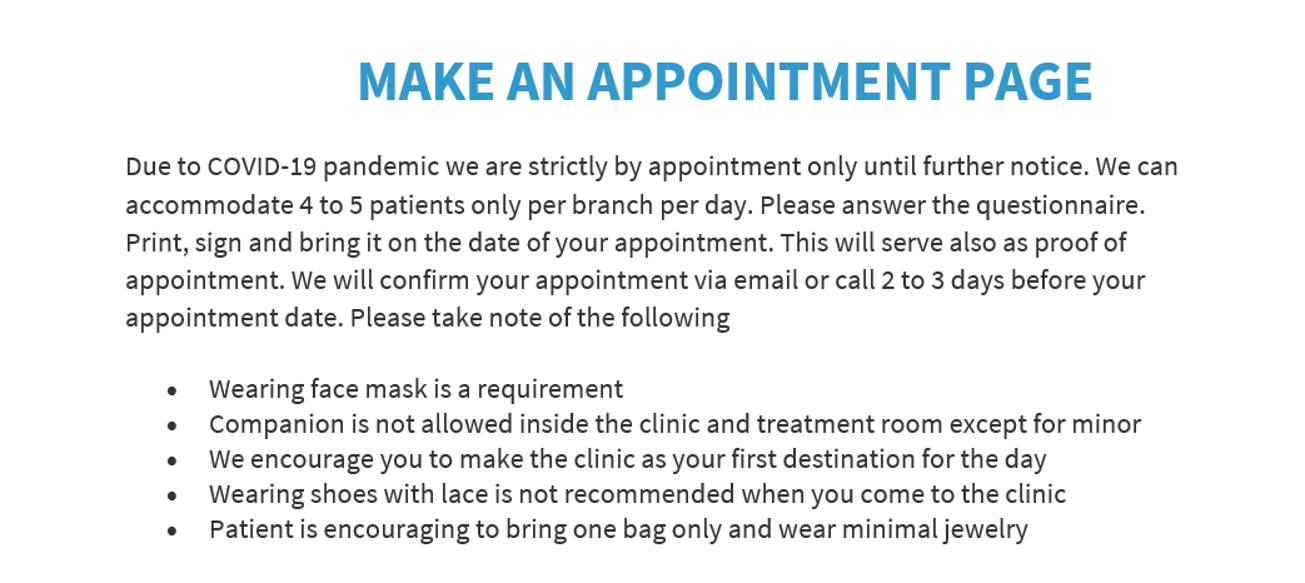 MAKE AN APPOINTMENT PAGE
Due to COVID-19 pandemic we are strictly by appointment only until further notice. We can
accommodate 4 to 5 patients only per branch per day. Please answer the questionnaire.
Print, sign and bring it on the date of your appointment. This will serve also as proof of
appointment. We will confirm your appointment via email or call 2 to 3 days before your
appointment date. Please take note of the following
• Wearing face mask is a requirement
• Companion is not allowed inside the clinic and treatment room except for minor
• We encourage you to make the clinic as your first destination for the day
• Wearing shoes with lace is not recommended when you come to the clinic
• Patient is encouraging to bring one bag only and wear minimal jewelry